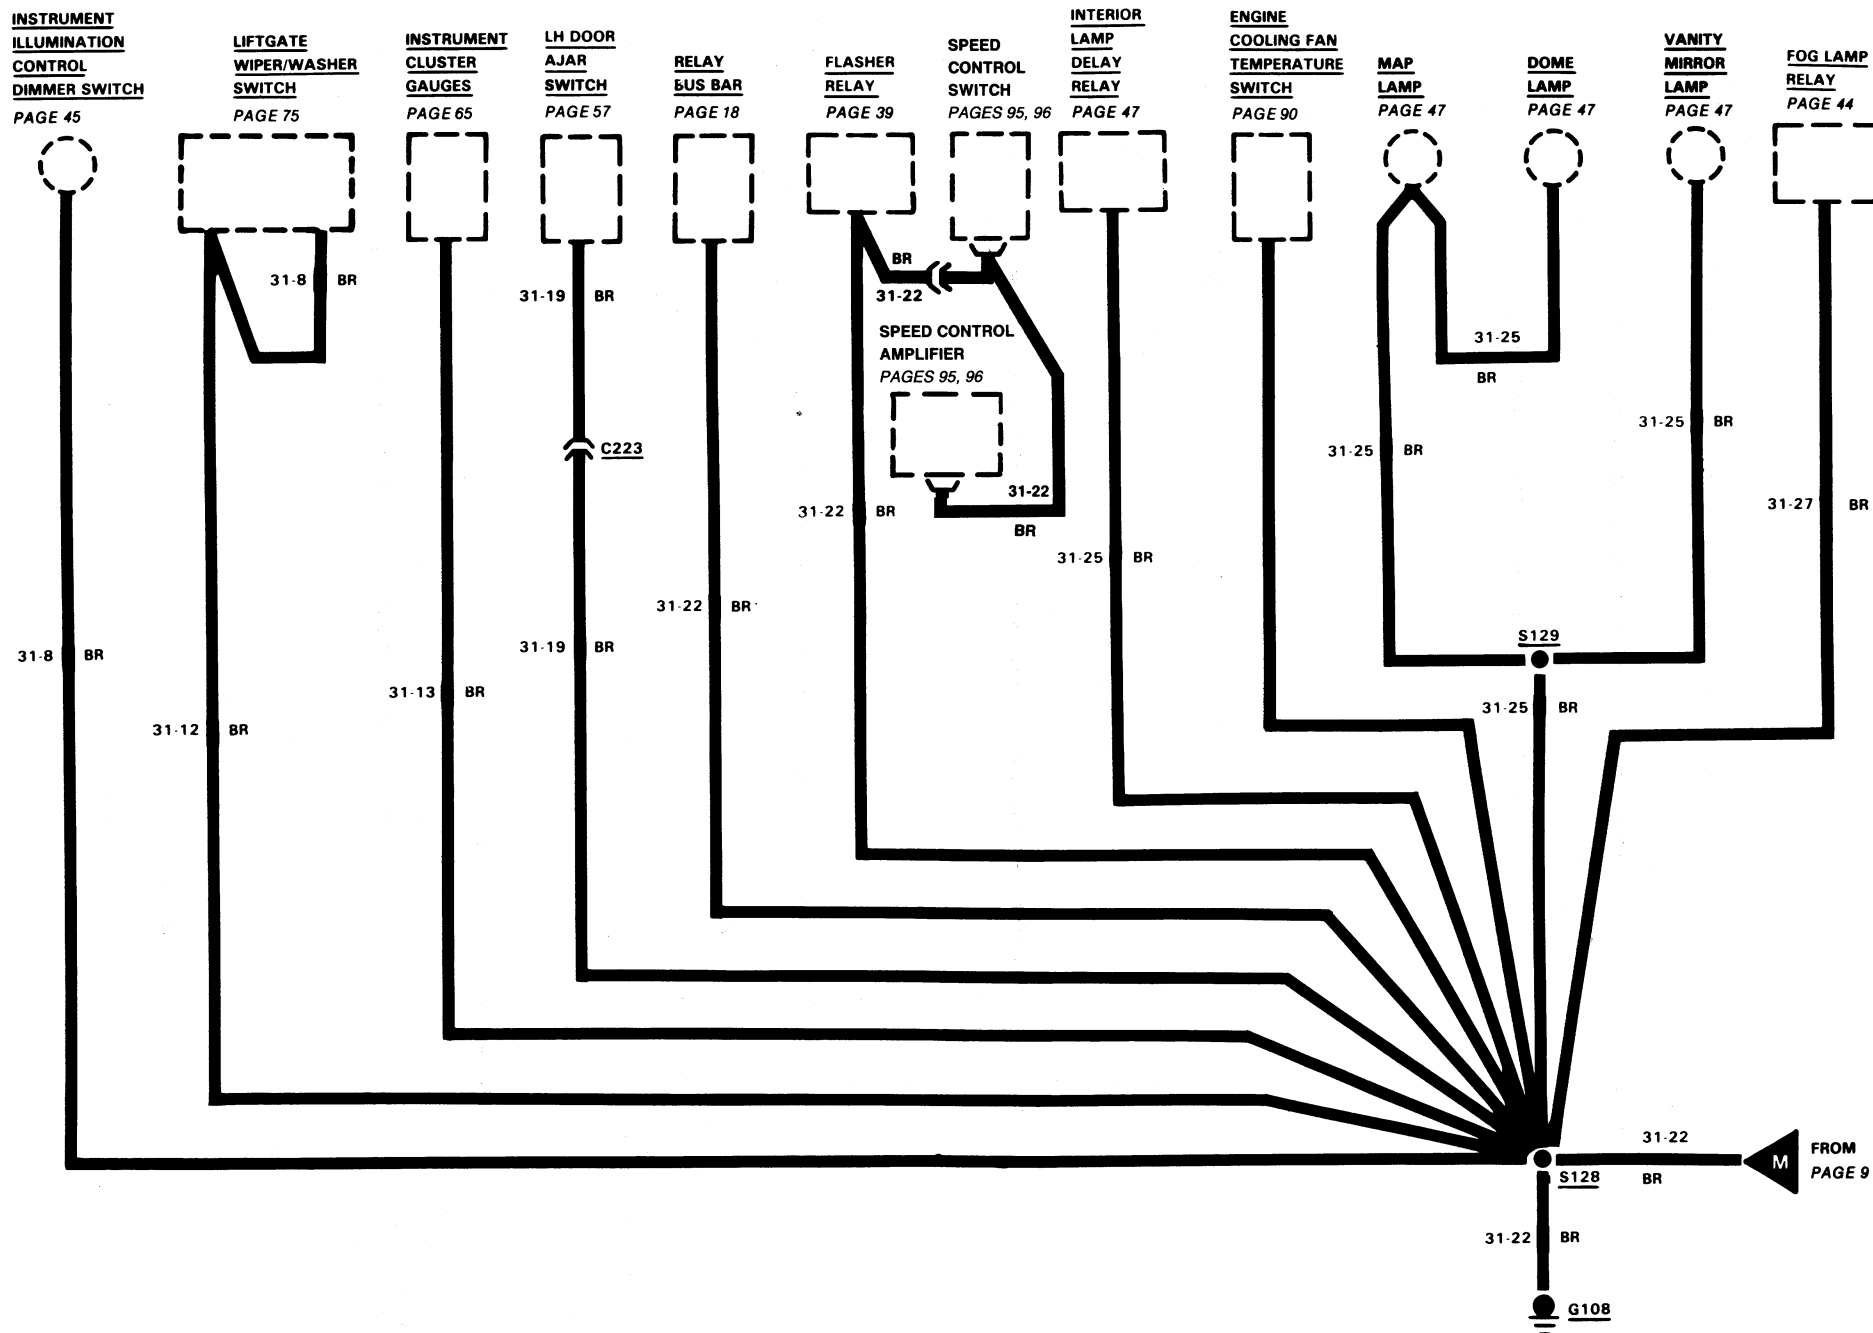 INSTRUMENT
ILLUMINATION
CONTROL
DIMMER SWITCH
PAGE 45
LIFTGATE
WIPER/WASHER
SWITCH
PAGE 75
INSTRUMENT
CLUSTER
GAUGES
PAGE 65
LH DOOR
AJAR
SWITCH
PAGE 57
RELAY
BUS BAR
PAGE 18
FLASHER
RELAY
PAGE 39
SPEED
CONTROL
SWITCH
PAGES 95, 96
INTERIOR
LAMP
DELAY
RELAY
PAGE 47
ENGINE
COOLING FAN
TEMPERATURE
SWITCH
PAGE 90
MAP
LAMP
PAGE 47
DOME
LAMP
PAGE 47
VANITY
MIRROR
LAMP
PAGE 47
FOG LAMP
RELAY
PAGE 44
31-8 BR
31-19 BR
BR
31-22
SPEED CONTROL
AMPLIFIER
PAGES 95, 96
31-25
BR
C223
31-25 BR
31-25 BR
31-22
BR
31-22 BR
31-27 BR
31-25 BR
31-22 BR
31-19 BR
S129
31-8 BR
31-13 BR
31-25 BR
31-12 BR
31-22
BR
M
FROM
PAGE 9
S128
31-22 BR
G108